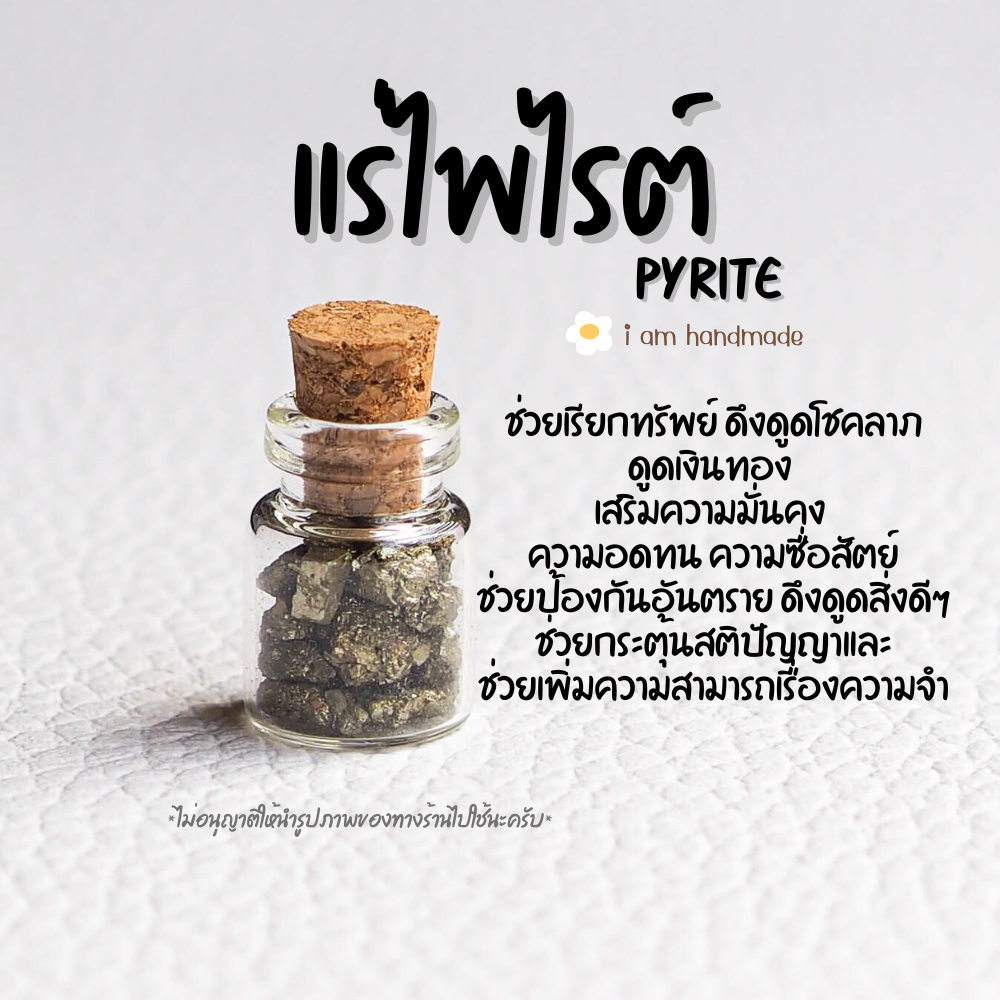 แร่ไพไรต์
PYRITE
i am handmade
ช่วยเรียกทรัพย์ ดึงดูดโชคลาภ
ดูดเงินทอง
เสริมความมั่นคง
ความอดทน ความซื่อสัตย์
ช่วยป้องกันอันตราย ดึงดูดสิ่งดีๆ
ช่วยกระตุ้นสติปัญญาและ
ช่วยเพิ่มความสามารถเรื่องความจำ
*ไม่อนุญาติให้นำรูปภาพของทางร้านไปใช้นะครับ*